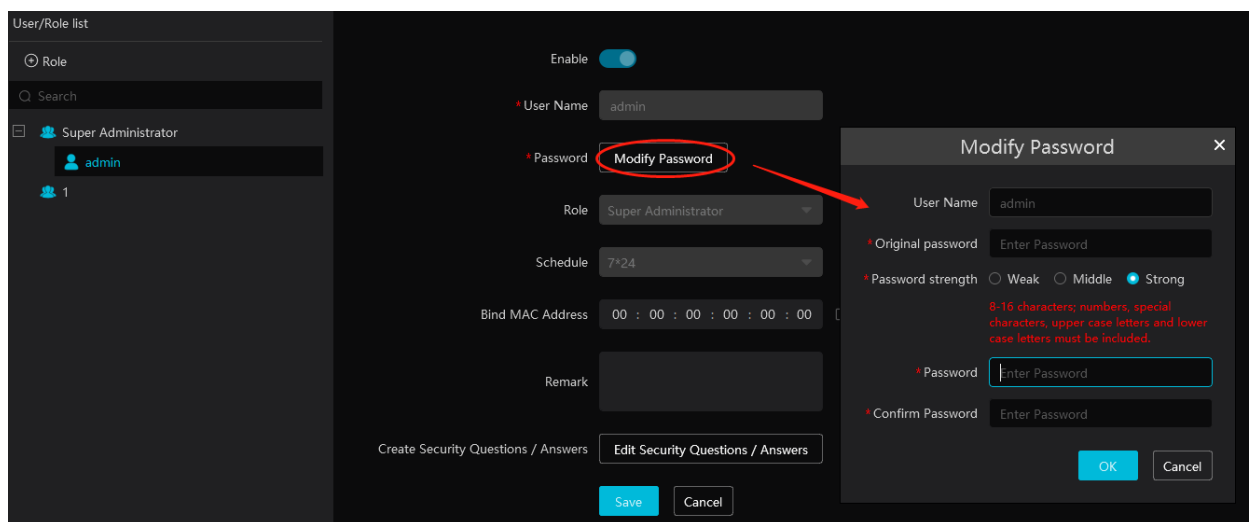 User/Role list
Role
Search
Super Administrator
admin
1
Enable
*User Name admin
*Password Modify Password
Role Super Administrator
Schedule 7*24
Bind MAC Address 00 : 00 : 00 : 00 : 00 : 00
Remark
Create Security Questions / Answers Edit Security Questions / Answers
Save Cancel
Modify Password ×
User Name admin
*Original password Enter Password
*Password strength Weak Middle Strong
8-16 characters; numbers, special
characters, upper case letters and lower
case letters must be included.
*Password Enter Password
*Confirm Password Enter Password
OK Cancel